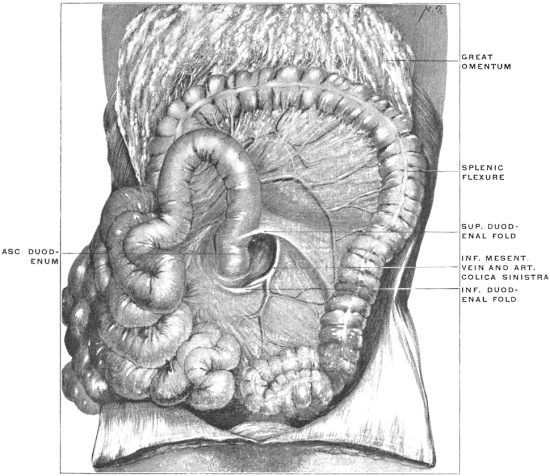 GREAT
OMENTUM
SPLENIC
FLEXURE
SUP. DUOD-
ENAL FOLD
ASC. DUOD-
ENUM
INF. MESENT.
VEIN AND ART.
COLICA SINISTRA
INF. DUOD-
ENAL FOLD